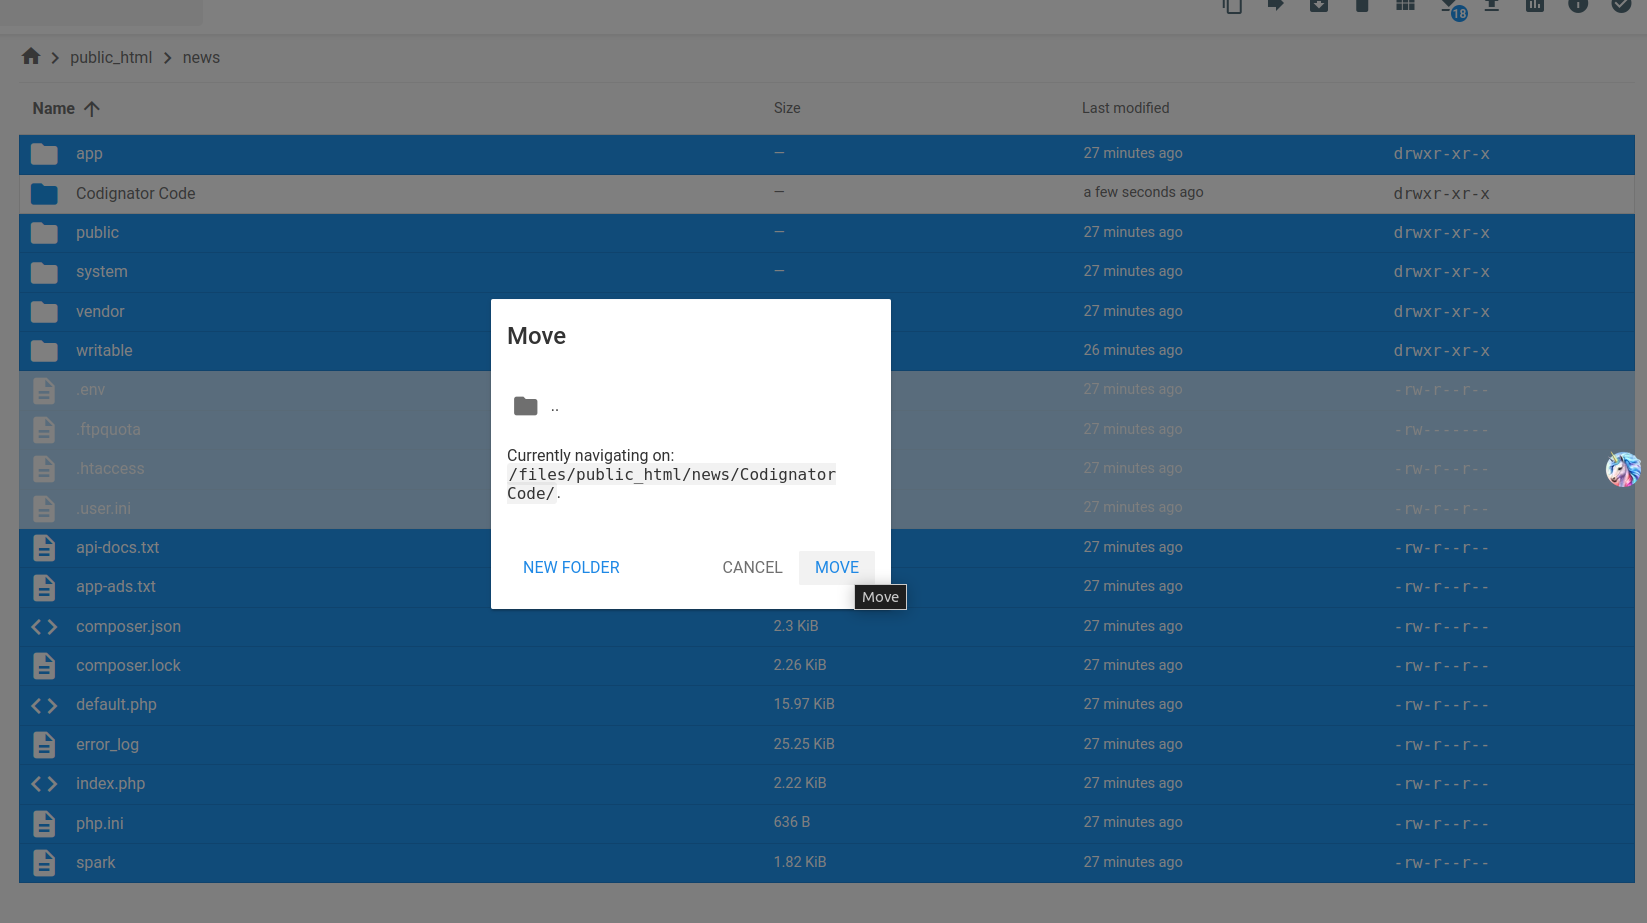 18
public_html > news
Name Size Last modified
app — 27 minutes ago drwxr-xr-x
Codignator Code — a few seconds ago drwxr-xr-x
public — 27 minutes ago drwxr-xr-x
system — 27 minutes ago drwxr-xr-x
vendor 27 minutes ago drwxr-xr-x
writable 26 minutes ago drwxr-xr-x
.env 27 minutes ago -rw-r--r--
.ftpquota 27 minutes ago -rw-------
.htaccess 27 minutes ago -rw-r--r--
.user.ini 27 minutes ago -rw-r--r--
api-docs.txt 27 minutes ago -rw-r--r--
app-ads.txt 27 minutes ago -rw-r--r--
composer.json 2.3 KiB 27 minutes ago -rw-r--r--
composer.lock 2.26 KiB 27 minutes ago -rw-r--r--
default.php 15.97 KiB 27 minutes ago -rw-r--r--
error_log 25.25 KiB 27 minutes ago -rw-r--r--
index.php 2.22 KiB 27 minutes ago -rw-r--r--
php.ini 636 B 27 minutes ago -rw-r--r--
spark 1.82 KiB 27 minutes ago -rw-r--r--
Move
..
Currently navigating on:
/files/public_html/news/Codignator
Code/.
NEW FOLDER CANCEL MOVE
Move